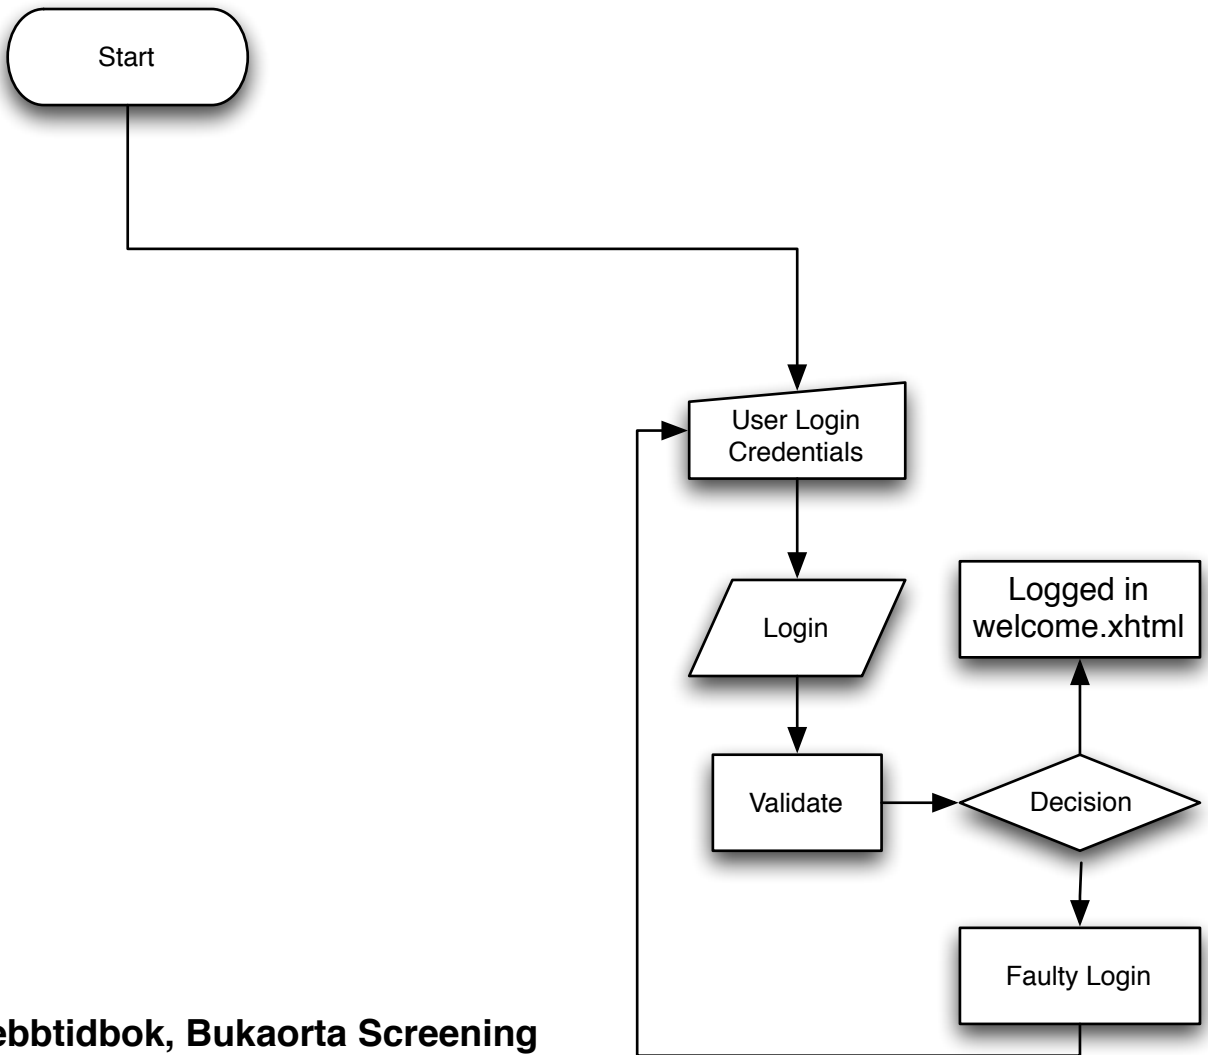 Start
User Login
Credentials
Login
Logged in
welcome.xhtml
Validate
Decision
Faulty Login
ebbtidbok, Bukaorta Screening